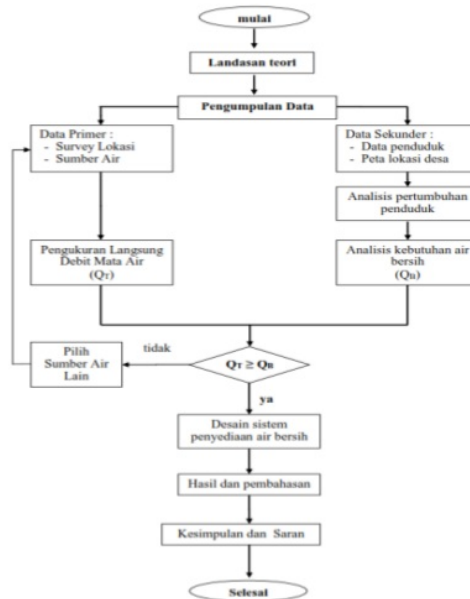 mulai
Landasan teori
Pengumpulan Data
Data Primer :
- Survey Lokasi
- Sumber Air
Data Sekunder :
- Data penduduk
- Peta lokasi desa
Analisis pertumbuhan
penduduk
Pengukuran Langsung
Debit Mata Air
(QT)
Analisis kebutuhan air
bersih
(QB)
Pilih
Sumber Air
Lain
tidak
QT ≥ QB
ya
Desain sistem
penyediaan air bersih
Hasil dan pembahasan
Kesimpulan dan Saran
Selesai